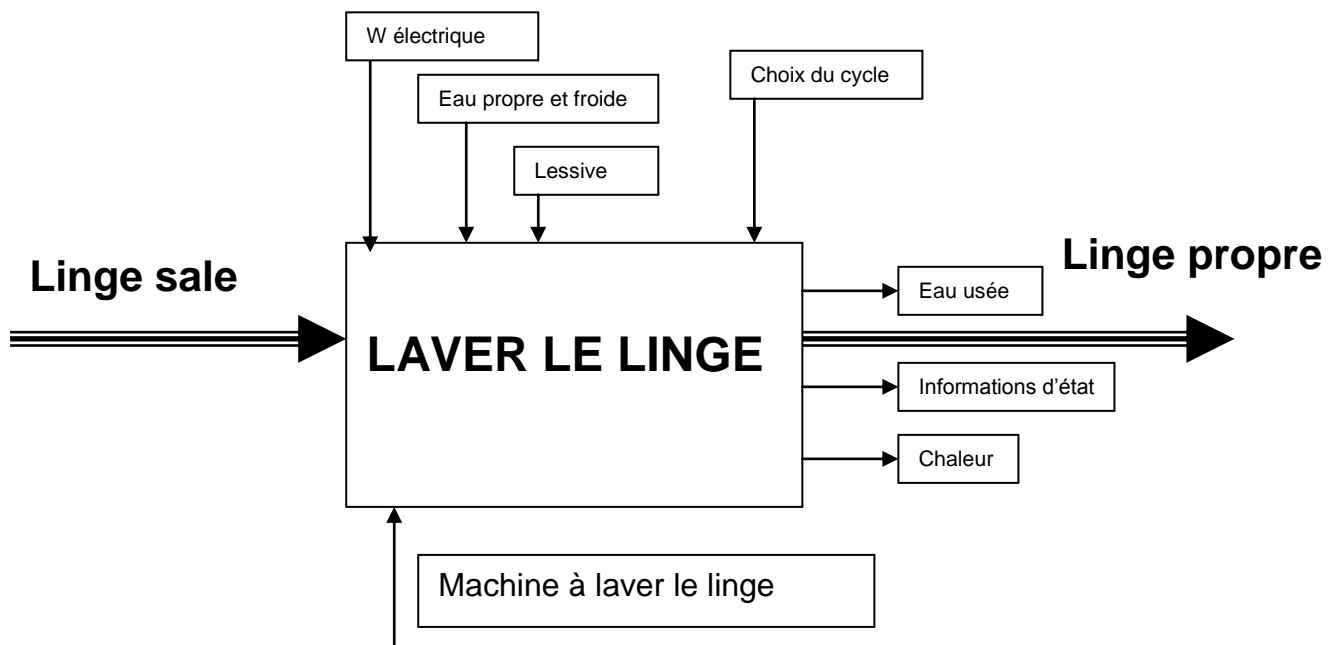 W électrique
Choix du cycle
Eau propre et froide
Lessive
Linge sale
Linge propre
Eau usée
LAVER LE LINGE
Informations d’état
Chaleur
Machine à laver le linge